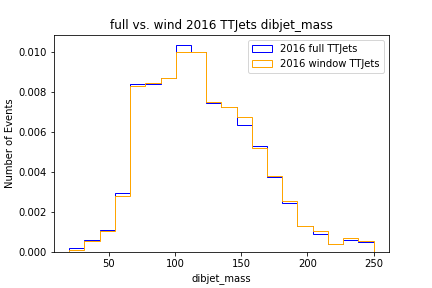 full vs. wind 2016 TTJets dibjet_mass
2016 full TTJets
2016 window TTJets
Number of Events
0.010
0.008
0.006
0.004
0.002
0.000
50
100
150
200
250
dibjet_mass